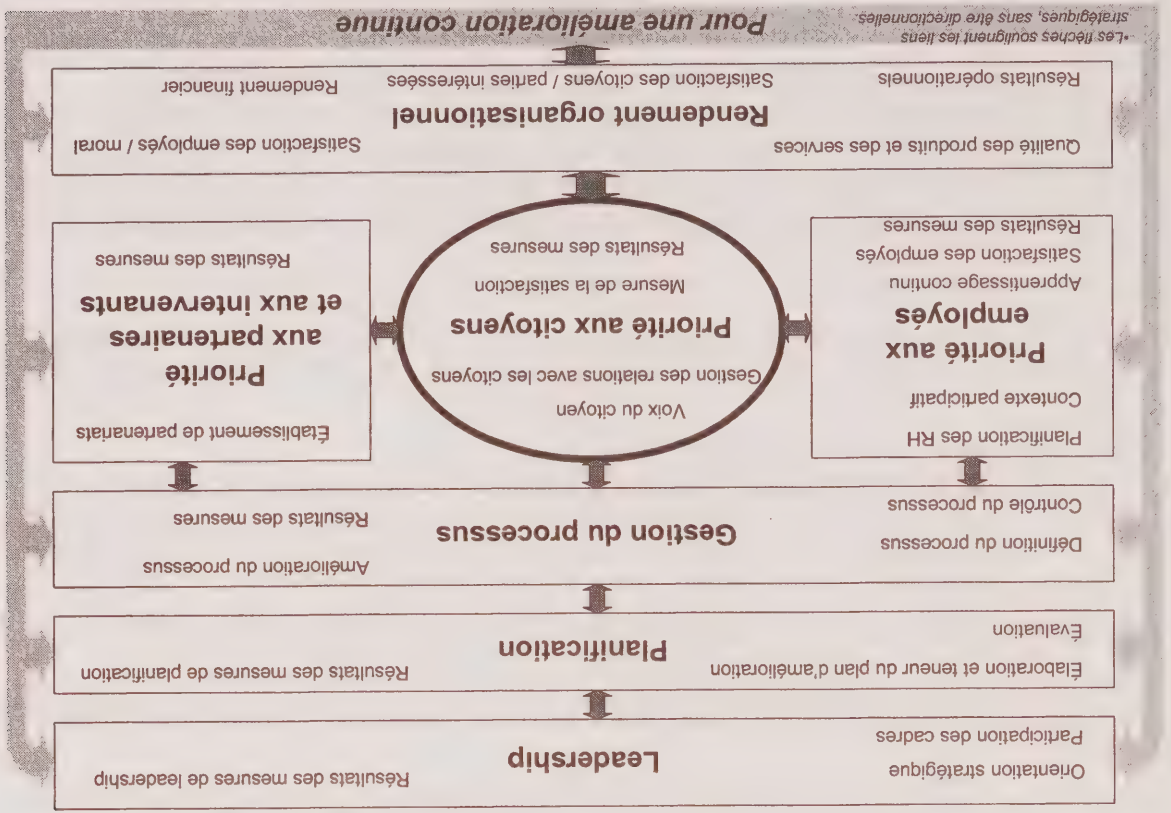 Leadership
Orientation stratégique
Participation des cadres
Résultats des mesures de leadership
Planification
Élaboration et teneur du plan d'amélioration
Évaluation
Résultats des mesures de planification
Gestion du processus
Définition du processus
Contrôle du processus
Amélioration du processus
Résultats des mesures
Planification des RH
Contexte participatif
Priorité aux
employés
Apprentissage continu
Satisfaction des employés
Résultats des mesures
Voix du citoyen
Gestion des relations avec les citoyens
Priorité aux citoyens
Mesure de la satisfaction
Résultats des mesures
Établissement de partenariats
Priorité
aux partenaires
et aux intervenants
Résultats des mesures
Qualité des produits et des services
Satisfaction des employés / moral
Rendement organisationnel
Résultats opérationnels
Satisfaction des citoyens / parties intéressées
Rendement financier
•Les flèches soulignent les liens
stratégiques, sans être directionnelles.
Pour une amélioration continue